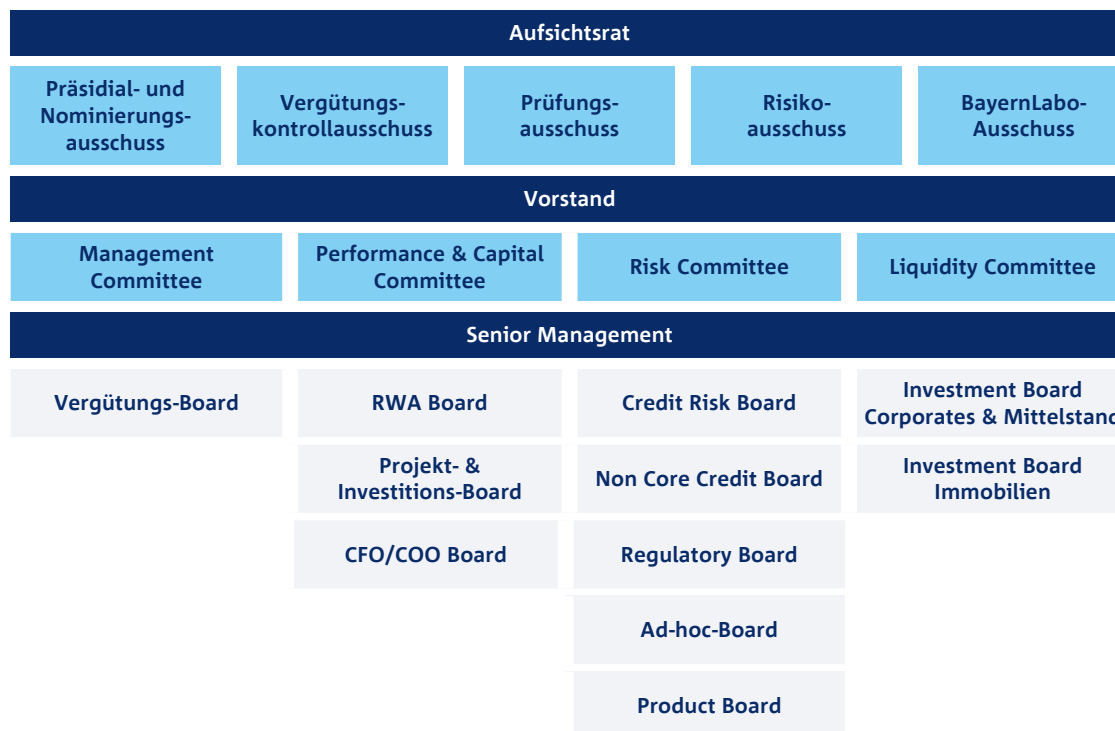 Aufsichtsrat
Präsidial- und
Nominierungs-
ausschuss
Vergütungs-
kontrollausschuss
Prüfungs-
ausschuss
Risiko-
ausschuss
BayernLabo-
Ausschuss
Vorstand
Management
Committee
Performance & Capital
Committee
Risk Committee
Liquidity Committee
Senior Management
Vergütungs-Board
RWA Board
Credit Risk Board
Investment Board
Corporates & Mittelstand
Projekt- &
Investitions-Board
Non Core Credit Board
Investment Board
Immobilien
CFO/COO Board
Regulatory Board
Ad-hoc-Board
Product Board